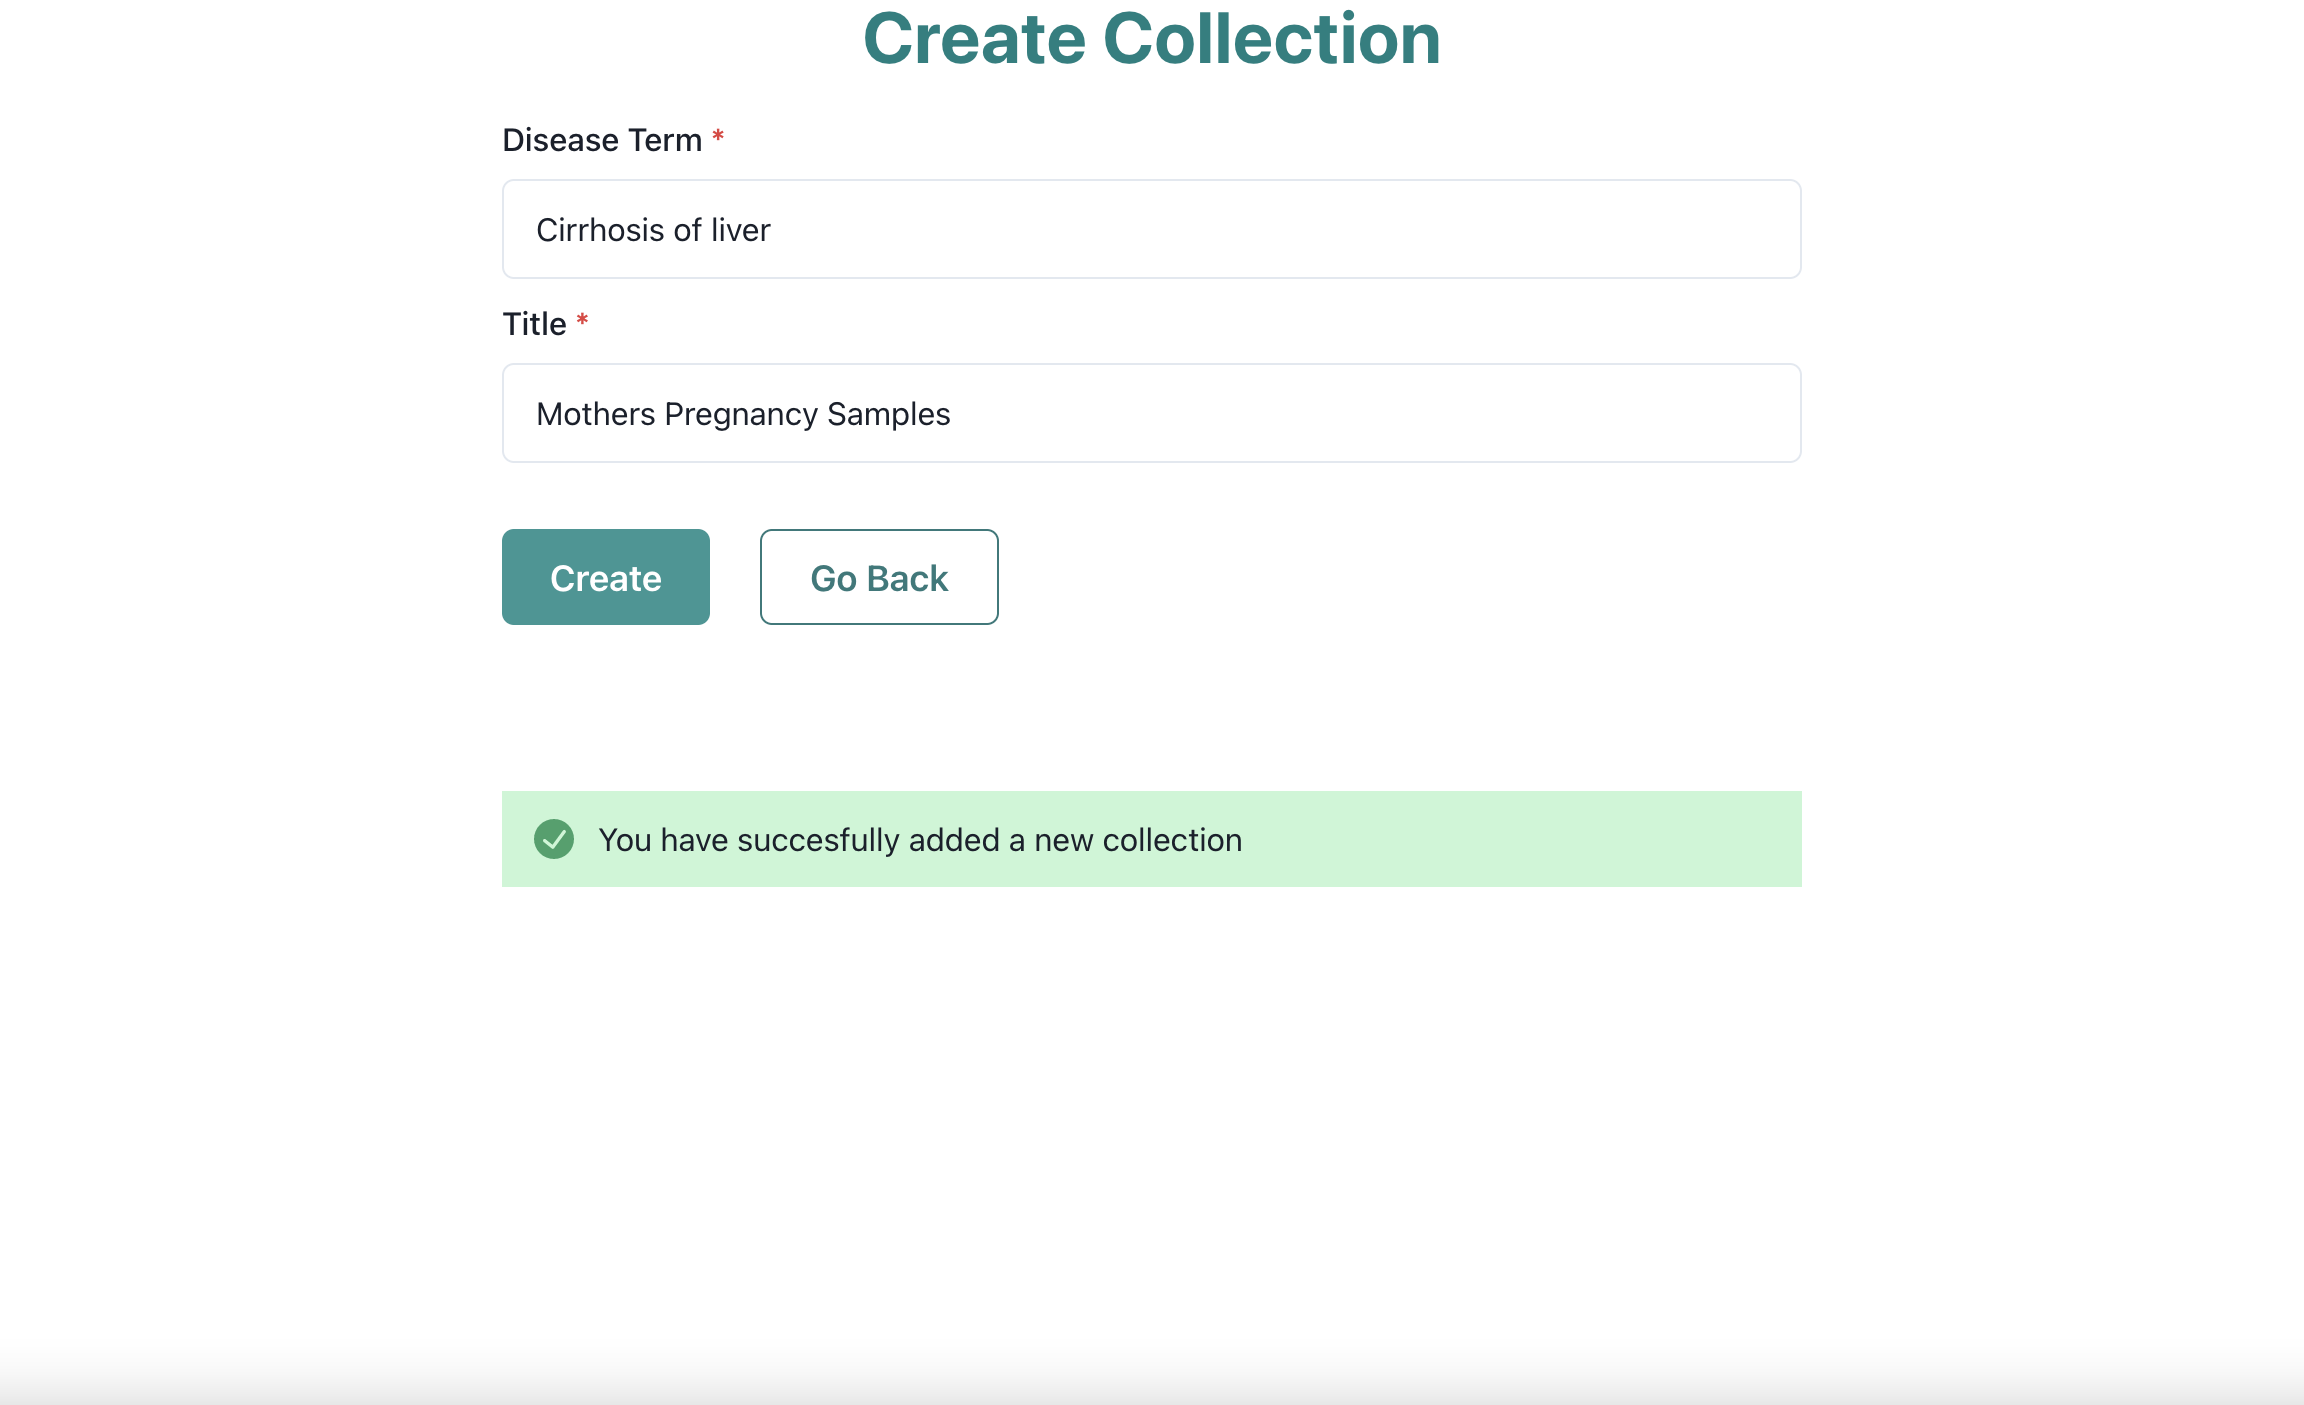 Create Collection
Disease Term *
Cirrhosis of liver
Title *
Mothers Pregnancy Samples
Create
Go Back
You have succesfully added a new collection